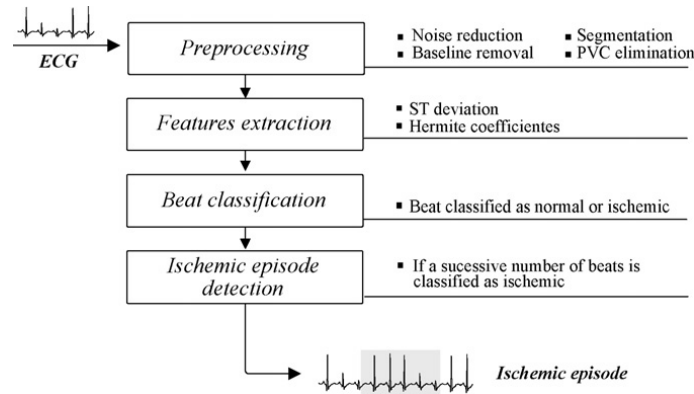 ECG
Preprocessing
▪ Noise reduction
▪ Baseline removal
▪ Segmentation
▪ PVC elimination
Features extraction
▪ ST deviation
▪ Hermite coefficientes
Beat classification
▪ Beat classified as normal or ischemic
Ischemic episode
detection
▪ If a sucessive number of beats is
classified as ischemic
Ischemic episode